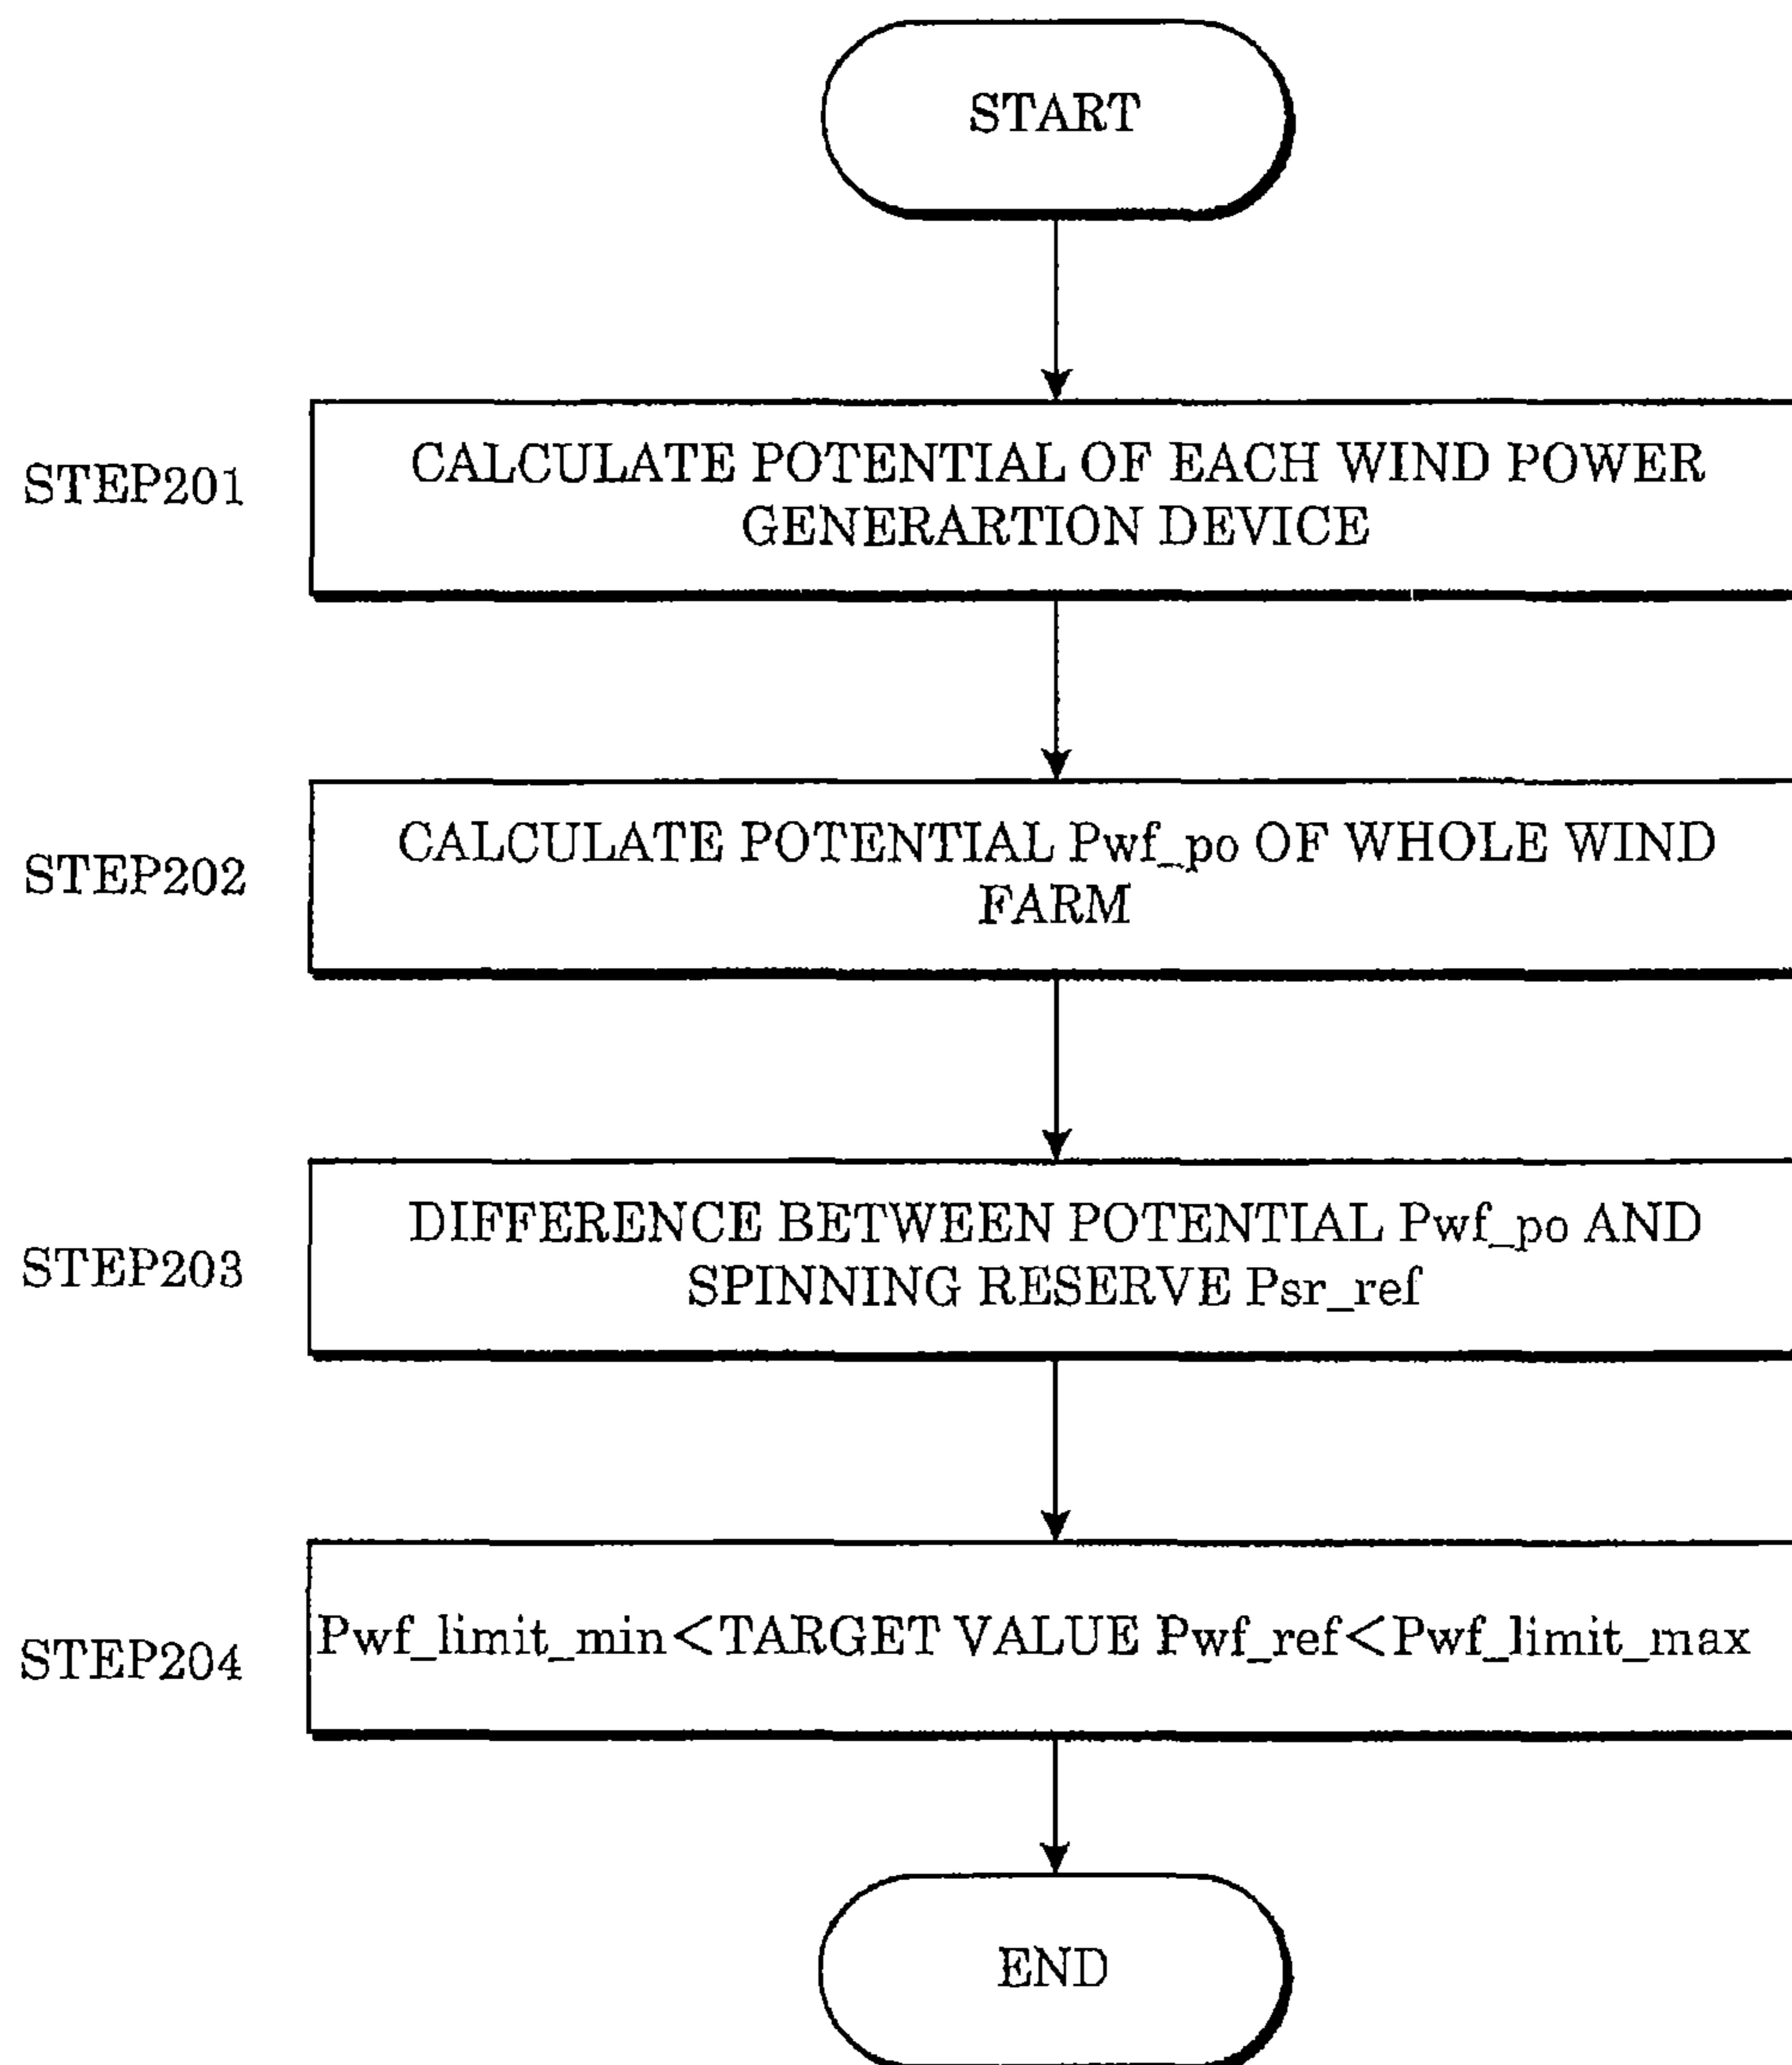 START
STEP201
CALCULATE POTENTIAL OF EACH WIND POWER
GENERARTION DEVICE
STEP202
CALCULATE POTENTIAL Pwf_po OF WHOLE WIND
FARM
STEP203
DIFFERENCE BETWEEN POTENTIAL Pwf_po AND
SPINNING RESERVE Psr_ref
STEP204
Pwf_limit_min<TARGET VALUE Pwf_ref<Pwf_limit_max
END